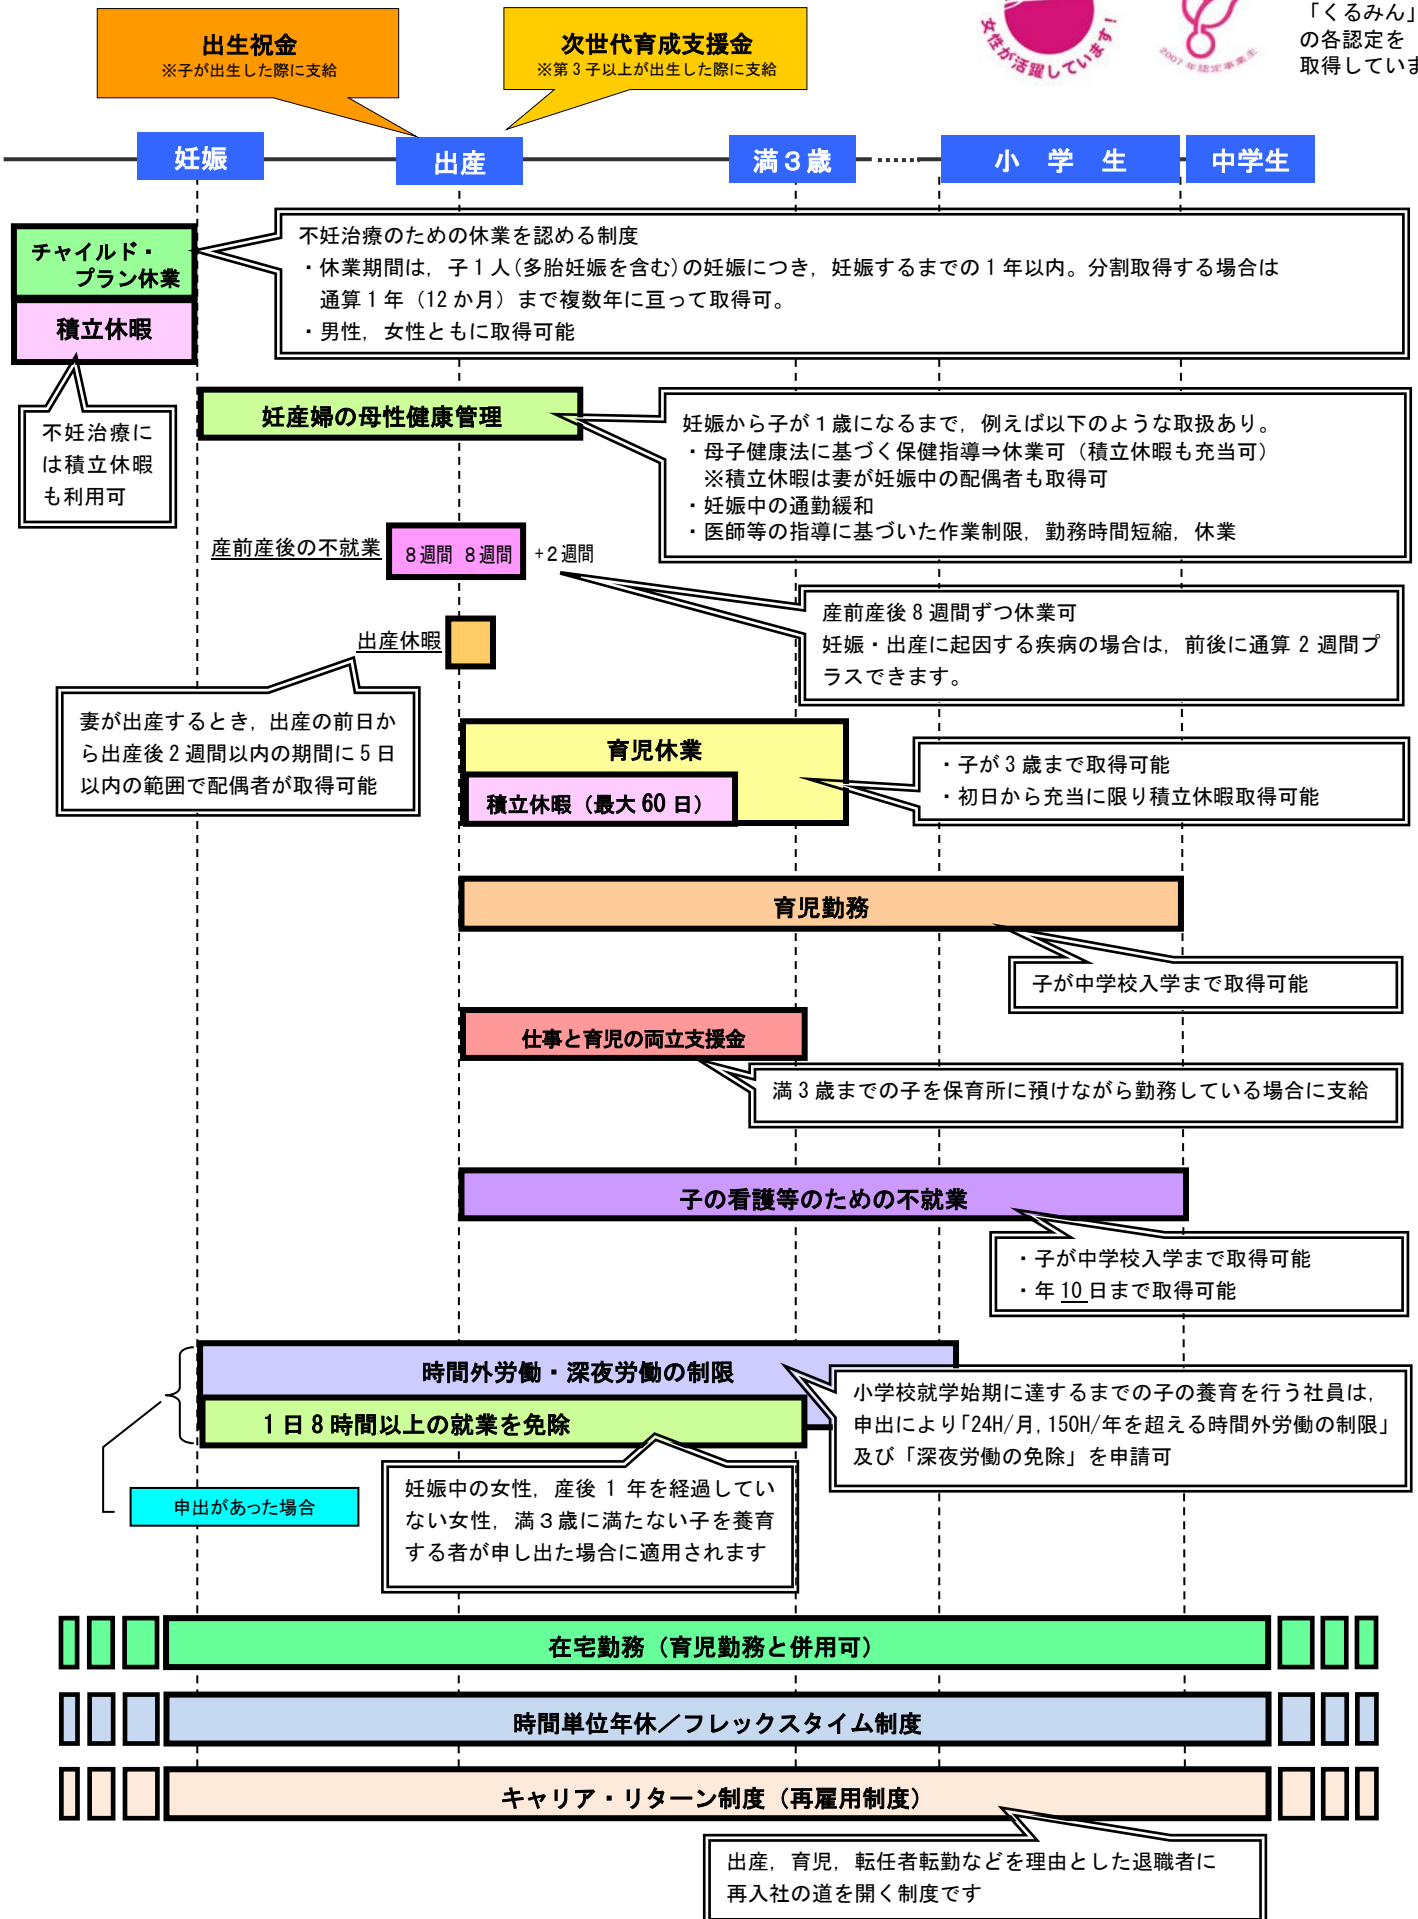 「くるみん」
の各認定を
取得していま
女性が活躍しています!
2007年認定事業主
出生祝金
※子が出生した際に支給
次世代育成支援金
※第3子以上が出生した際に支給
妊娠
出産
満3歳
小 学 生
中学生
チャイルド・
プラン休業
積立休暇
不妊治療のための休業を認める制度
・休業期間は,子1人(多胎妊娠を含む)の妊娠につき,妊娠するまでの1年以内。分割取得する場合は
通算1年(12か月)まで複数年に亘って取得可。
・男性,女性ともに取得可能
不妊治療に
は積立休暇
も利用可
妊産婦の母性健康管理
妊娠から子が1歳になるまで,例えば以下のような取扱あり。
・母子健康法に基づく保健指導⇒休業可(積立休暇も充当可)
※積立休暇は妻が妊娠中の配偶者も取得可
・妊娠中の通勤緩和
・医師等の指導に基づいた作業制限,勤務時間短縮,休業
産前産後の不就業
8週間 8週間
+2週間
産前産後8週間ずつ休業可
妊娠・出産に起因する疾病の場合は,前後に通算2週間プ
ラスできます。
出産休暇
妻が出産するとき,出産の前日か
ら出産後2週間以内の期間に5日
以内の範囲で配偶者が取得可能
育児休業
積立休暇(最大60日)
・子が3歳まで取得可能
・初日から充当に限り積立休暇取得可能
育児勤務
子が中学校入学まで取得可能
仕事と育児の両立支援金
満3歳までの子を保育所に預けながら勤務している場合に支給
子の看護等のための不就業
・子が中学校入学まで取得可能
・年10日まで取得可能
時間外労働・深夜労働の制限
1日8時間以上の就業を免除
小学校就学始期に達するまでの子の養育を行う社員は,
申出により「24H/月,150H/年を超える時間外労働の制限」
及び「深夜労働の免除」を申請可
申出があった場合
妊娠中の女性,産後1年を経過してい
ない女性,満3歳に満たない子を養育
する者が申し出た場合に適用されます
在宅勤務(育児勤務と併用可)
時間単位年休/フレックスタイム制度
キャリア・リターン制度(再雇用制度)
出産,育児,転任者転勤などを理由とした退職者に
再入社の道を開く制度です